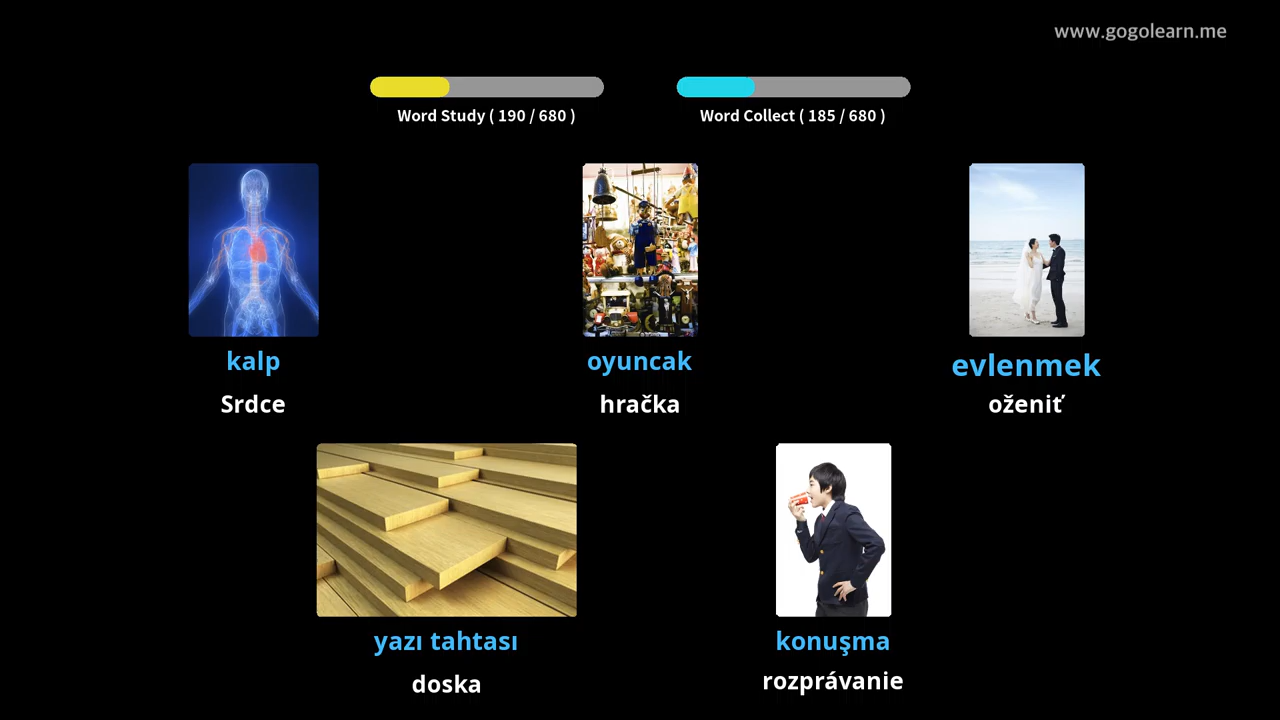 www.gogolearn.me
Word Study ( 190 / 680 )
Word Collect ( 185 / 680 )
kalp
oyuncak
evlenmek
Srdce
hračka
oženiť
yazı tahtası
konuşma
doska
rozprávanie